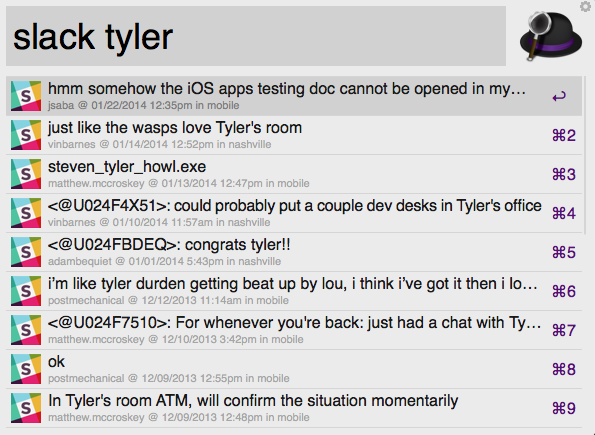 slack tyler
hmm somehow the iOS apps testing doc cannot be opened in my…
jsaba @ 01/22/2014 12:35pm in mobile
↩
just like the wasps love Tyler's room
vinbarnes @ 01/14/2014 12:52pm in nashville
⌘2
steven_tyler_howl.exe
matthew.mccroskey @ 01/13/2014 12:47pm in mobile
⌘3
<@U024F4X51>: could probably put a couple dev desks in Tyler's office
vinbarnes @ 01/10/2014 11:57am in nashville
⌘4
<@U024FBDEQ>: congrats tyler!!
adambequiet @ 01/01/2014 5:43pm in nashville
⌘5
i'm like tyler durden getting beat up by lou, i think i've got it then i lo…
postmechanical @ 12/12/2013 11:14am in mobile
⌘6
<@U024F7510>: For whenever you're back: just had a chat with Ty…
matthew.mccroskey @ 12/10/2013 3:42pm in mobile
⌘7
ok
postmechanical @ 12/09/2013 12:55pm in mobile
⌘8
In Tyler's room ATM, will confirm the situation momentarily
matthew.mccroskey @ 12/09/2013 12:48pm in mobile
⌘9